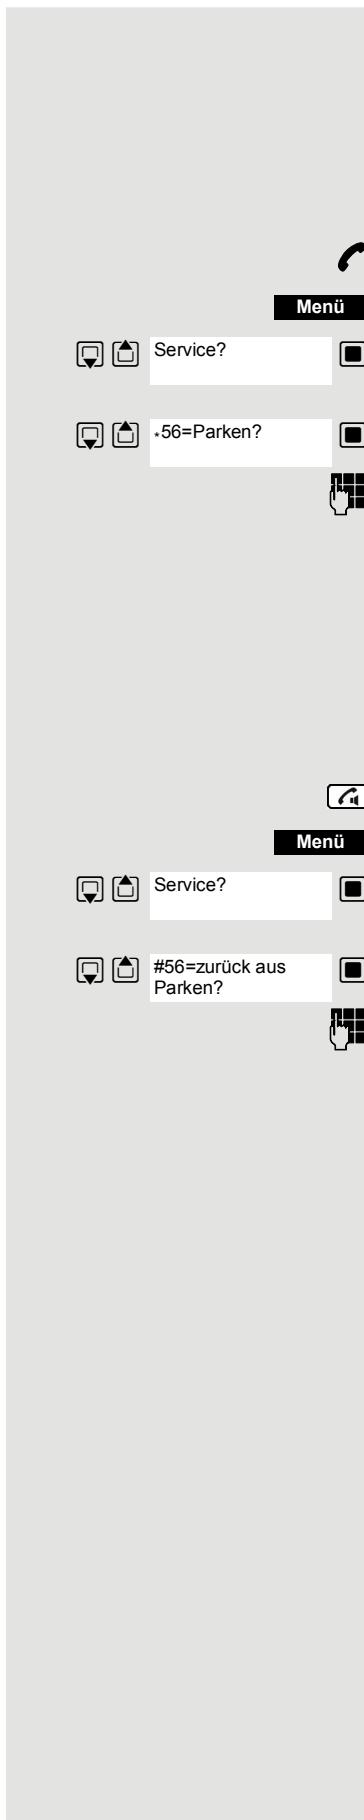 Menü
Service?
*56=Parken?
Menü
Service?
#56=zurück aus
Parken?